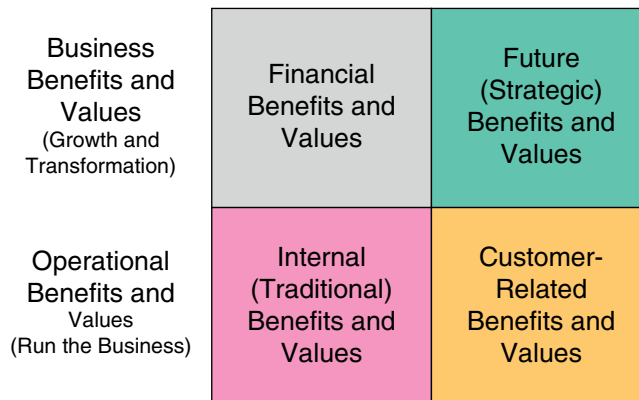 Business
Benefits and
Values
(Growth and
Transformation)
Financial
Benefits and
Values
Future
(Strategic)
Benefits and
Values
Operational
Benefits and
Values
(Run the Business)
Internal
(Traditional)
Benefits and
Values
Customer-
Related
Benefits and
Values